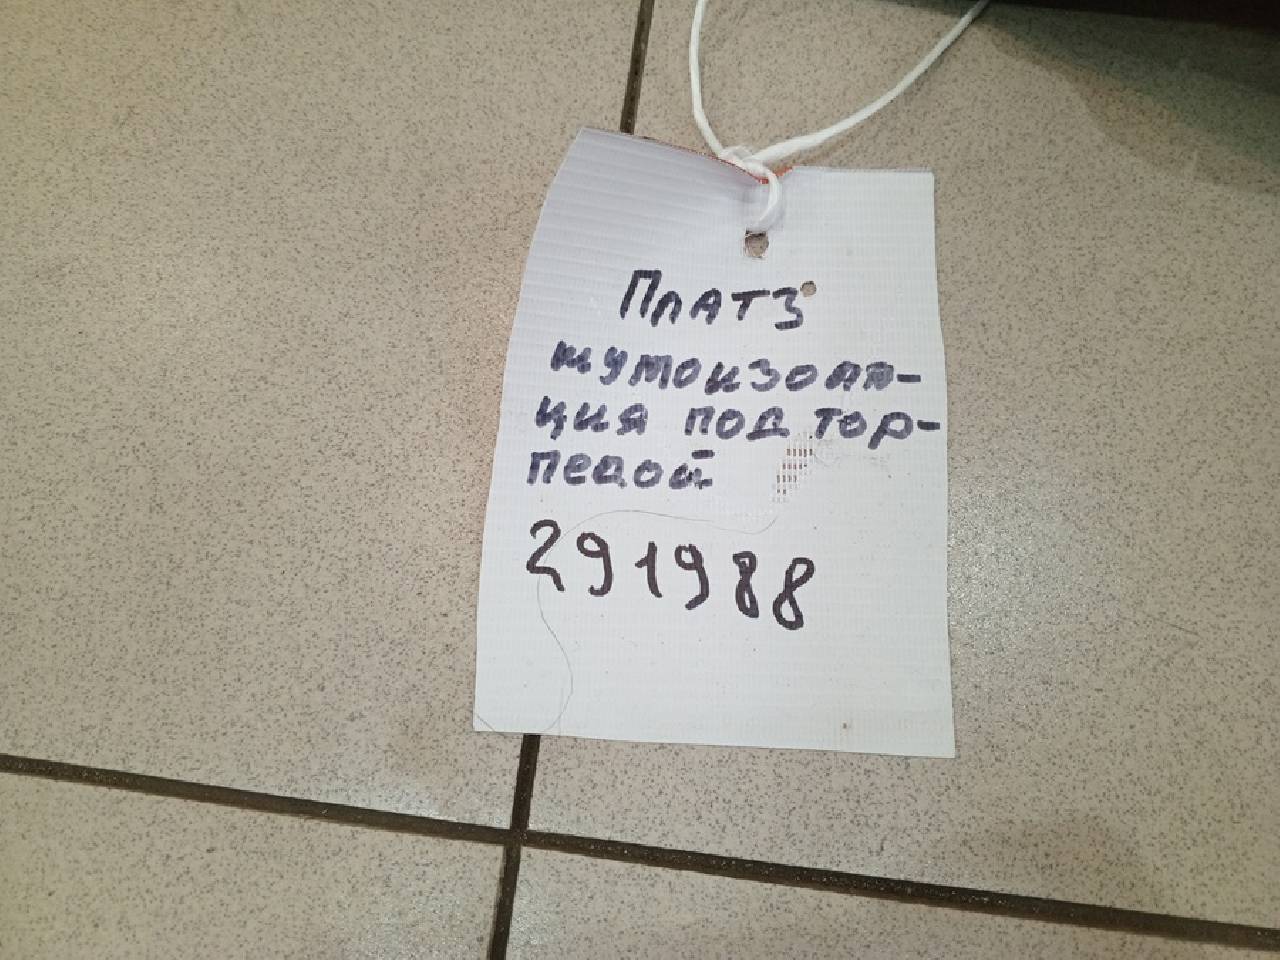 Платз
шумоизоля-
ция под тор-
педой
291988